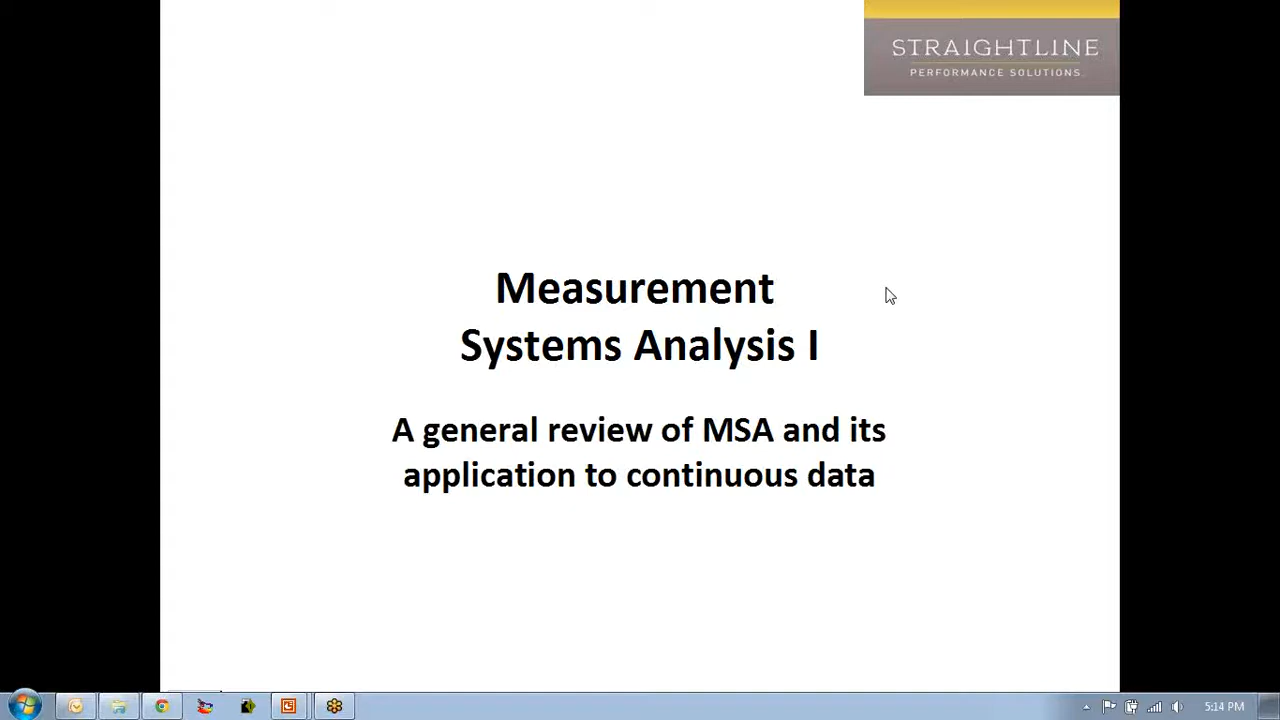 STRAIGHTLINE
PERFORMANCE SOLUTIONS
Measurement
Systems Analysis I
A general review of MSA and its
application to continuous data
5:14 PM